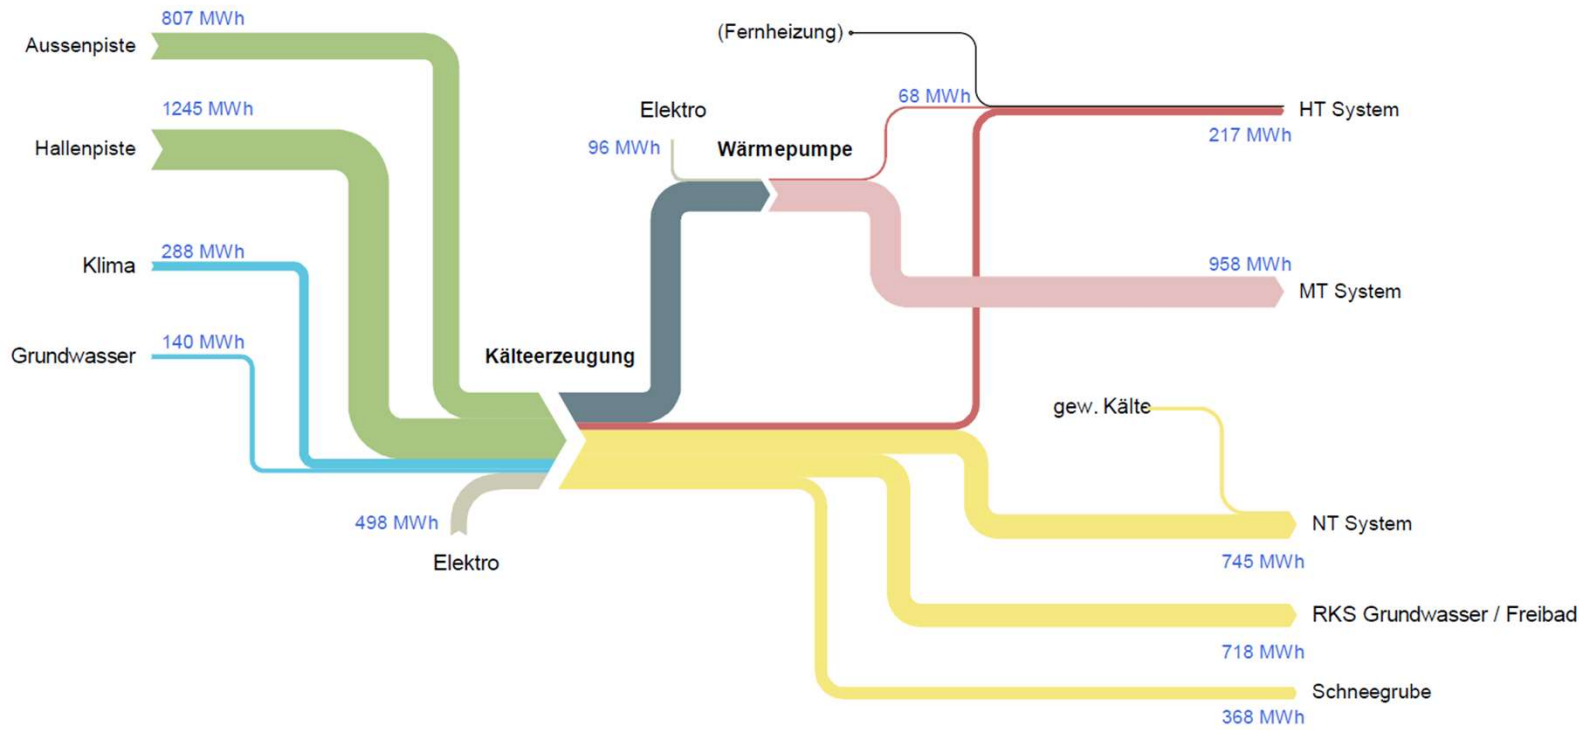 807 MWh
Aussenpiste
(Fernheizung)
1245 MWh
Hallenpiste
Elektro
96 MWh
Wärmepumpe
68 MWh
HT System
217 MWh
288 MWh
Klima
958 MWh
MT System
140 MWh
Grundwasser
Kälteerzeugung
gew. Kälte
498 MWh
Elektro
NT System
745 MWh
RKS Grundwasser / Freibad
718 MWh
Schneegrube
368 MWh